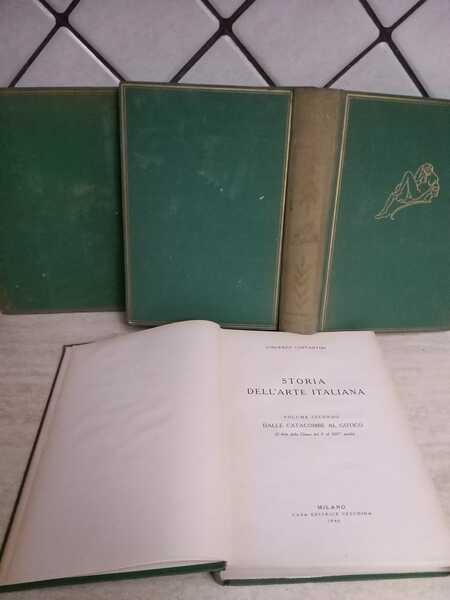 VINCENZO COSTANTINI
STORIA
DELL'ARTE ITALIANA
VOLUME SECONDO
DALLE CATACOMBE AL GOTICO
MILANO
CASA EDITRICE CESCHINA